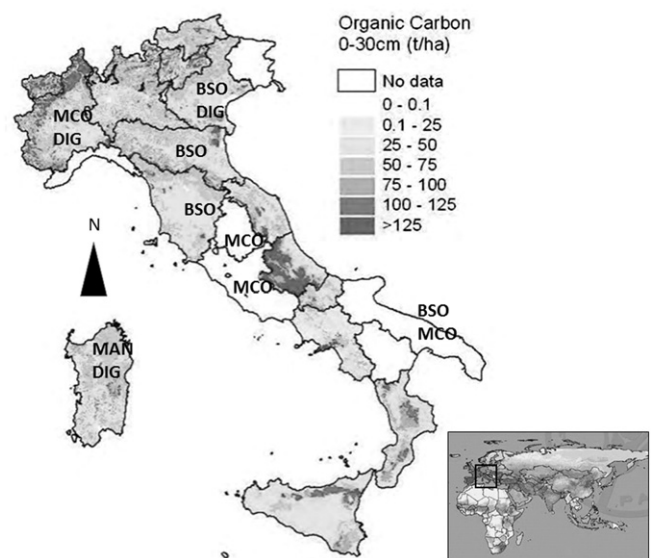 Organic Carbon
0-30cm (t/ha)
No data
0 - 0.1
0.1 - 25
25 - 50
50 - 75
75 - 100
100 - 125
>125
BSO
DIG
MCO
DIG
BSO
BSO
MCO
MCO
BSO
MCO
N
MAN
DIG